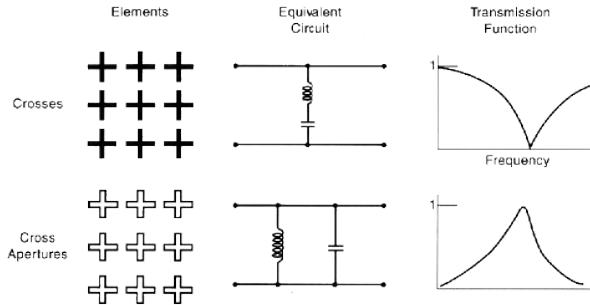 Elements
Equivalent
Circuit
Transmission
Function
Crosses
1
Frequency
Cross
Apertures
1